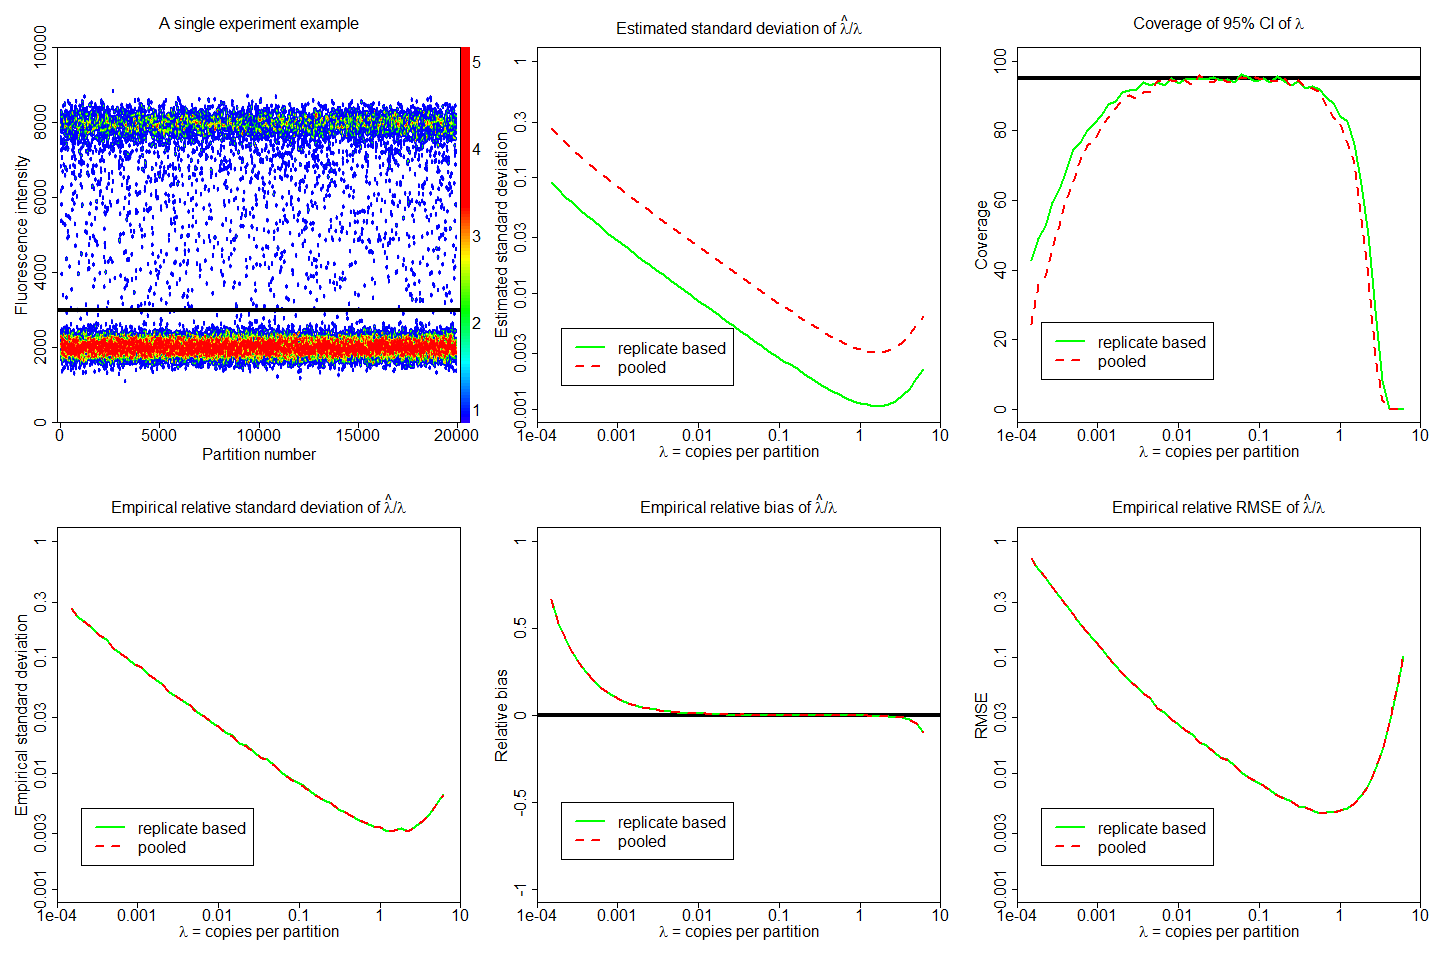 A single experiment example
Fluorescence intensity
0 2000 4000 6000 8000 10000
0 5000 10000 15000 20000
Partition number
1 2 3 4 5
Estimated standard deviation of λ̂/λ
Estimated standard deviation
0.001 0.003 0.01 0.03 0.1 0.3 1
replicate based
pooled
1e-04 0.001 0.01 0.1 1 10
λ = copies per partition
Coverage of 95% CI of λ
Coverage
0 20 40 60 80 100
replicate based
pooled
1e-04 0.001 0.01 0.1 1 10
λ = copies per partition
Empirical relative standard deviation of λ̂/λ
Empirical standard deviation
0.001 0.003 0.01 0.03 0.1 0.3 1
replicate based
pooled
1e-04 0.001 0.01 0.1 1 10
λ = copies per partition
Empirical relative bias of λ̂/λ
Relative bias
-1 -0.5 0 0.5 1
replicate based
pooled
1e-04 0.001 0.01 0.1 1 10
λ = copies per partition
Empirical relative RMSE of λ̂/λ
RMSE
0.001 0.003 0.01 0.03 0.1 0.3 1
replicate based
pooled
1e-04 0.001 0.01 0.1 1 10
λ = copies per partition